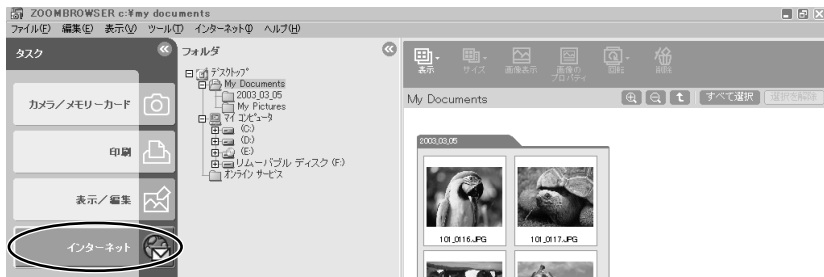 ZOOMBROWSER c:¥my documents
ファイル(F) 編集(E) 表示(V) ツール(T) インターネット(I) ヘルプ(H)
タスク
カメラ/メモリーカード
印刷
表示/編集
インターネット
フォルダ
デスクトップ
My Documents
2003_03_05
My Pictures
マイ コンピュータ
(C:)
(D:)
(E:)
リムーバブル ディスク (F:)
オンライン サービス
表示
サイズ
画像表示
画像の
プロパティ
回転
削除
My Documents
すべて選択
選択を解除
2003_03_05
101_0116.JPG
101_0117.JPG